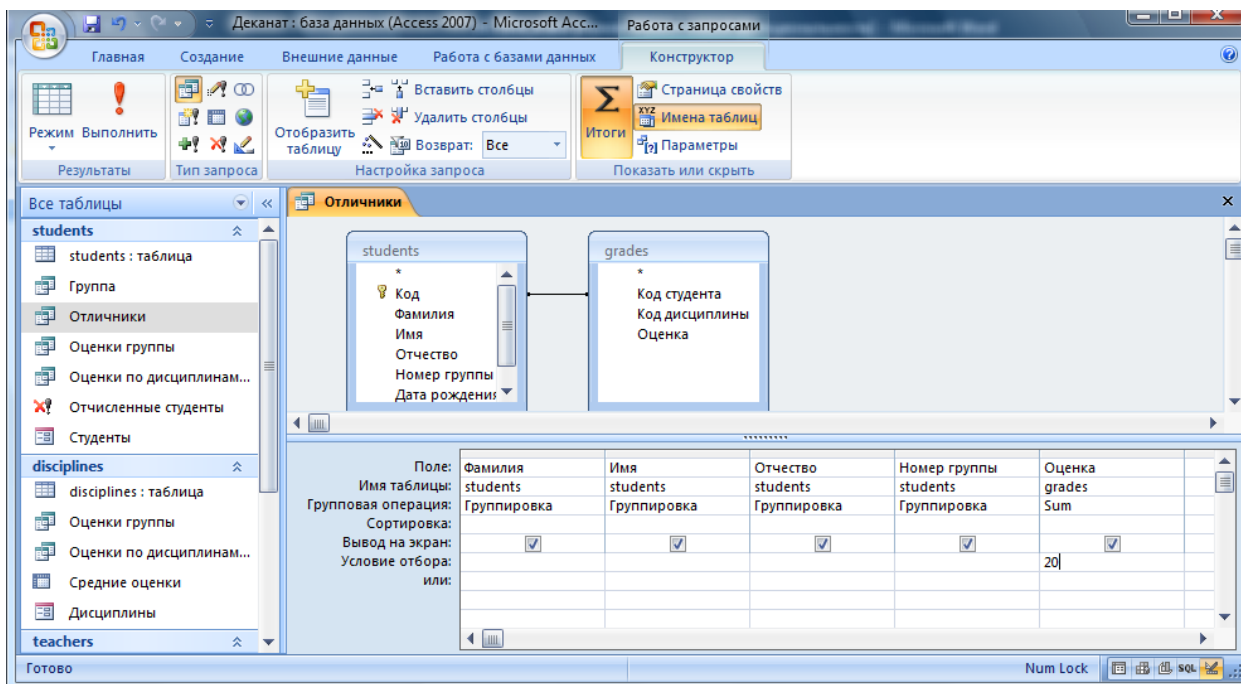 Деканат : база данных (Access 2007) - Microsoft Acc...
Работа с запросами
Главная Создание Внешние данные Работа с базами данных Конструктор
Режим
Выполнить
Результаты
Тип запроса
Отобразить таблицу
Вставить столбцы
Удалить столбцы
Возврат: Все
Настройка запроса
Σ
Итоги
Страница свойств
XYZ Имена таблиц
[?] Параметры
Показать или скрыть
Все таблицы «
students
students : таблица
Группа
Отличники
Оценки группы
Оценки по дисциплинам...
Отчисленные студенты
Студенты
disciplines
disciplines : таблица
Оценки группы
Оценки по дисциплинам...
Средние оценки
Дисциплины
teachers
Отличники
students
*
Код
Фамилия
Имя
Отчество
Номер группы
Дата рождения
grades
*
Код студента
Код дисциплины
Оценка
Поле: Фамилия Имя Отчество Номер группы Оценка
Имя таблицы: students students students students grades
Групповая операция: Группировка Группировка Группировка Группировка Sum
Сортировка:
Вывод на экран:
Условие отбора: 20
или:
Готово Num Lock SQL